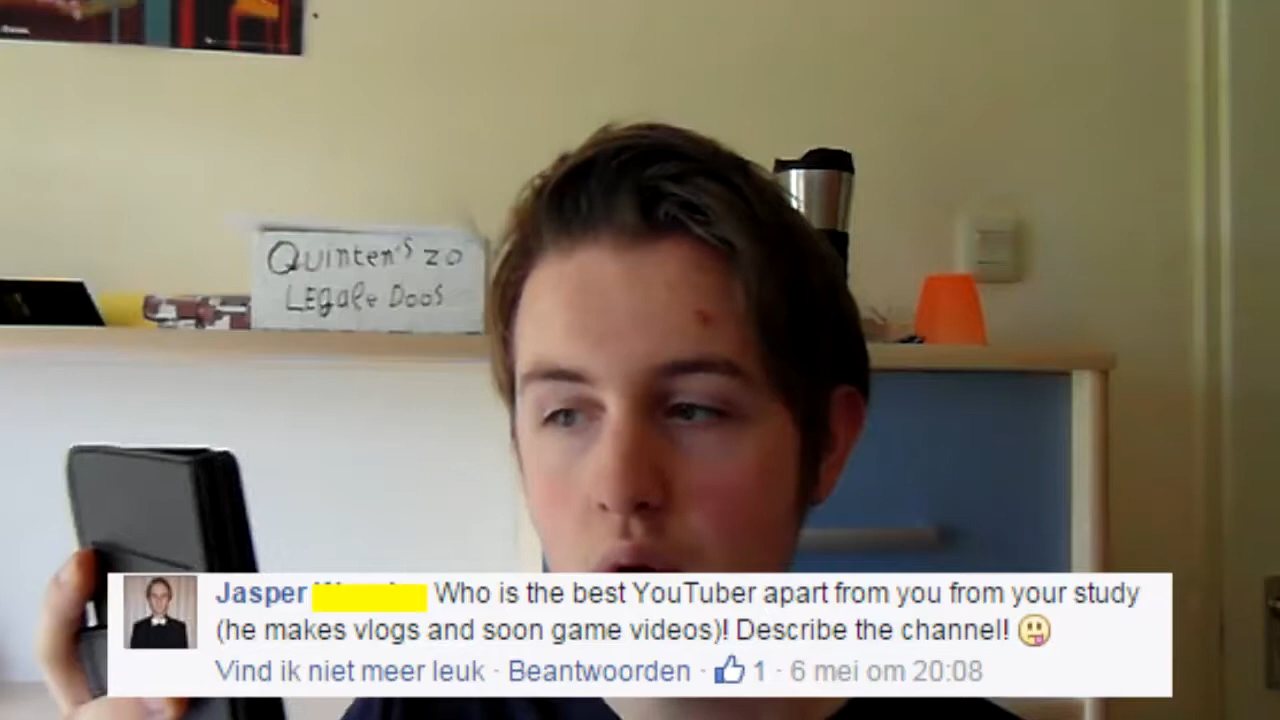 Quinten's zo
Legale Doos
Jasper Who is the best YouTuber apart from you from your study
(he makes vlogs and soon game videos)! Describe the channel! 😛
Vind ik niet meer leuk · Beantwoorden · 1 · 6 mei om 20:08